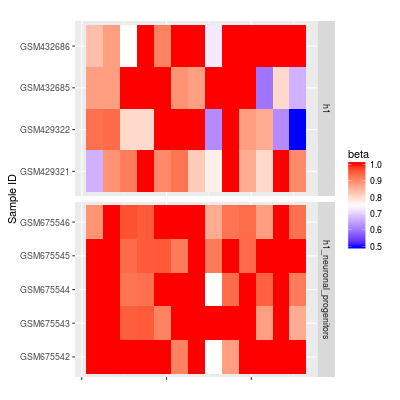 GSM432686
GSM432685
GSM429322
GSM429321
h1
GSM675546
GSM675545
GSM675544
GSM675543
GSM675542
h1_neuronal_progenitors
Sample ID
beta
1.0
0.9
0.8
0.7
0.6
0.5